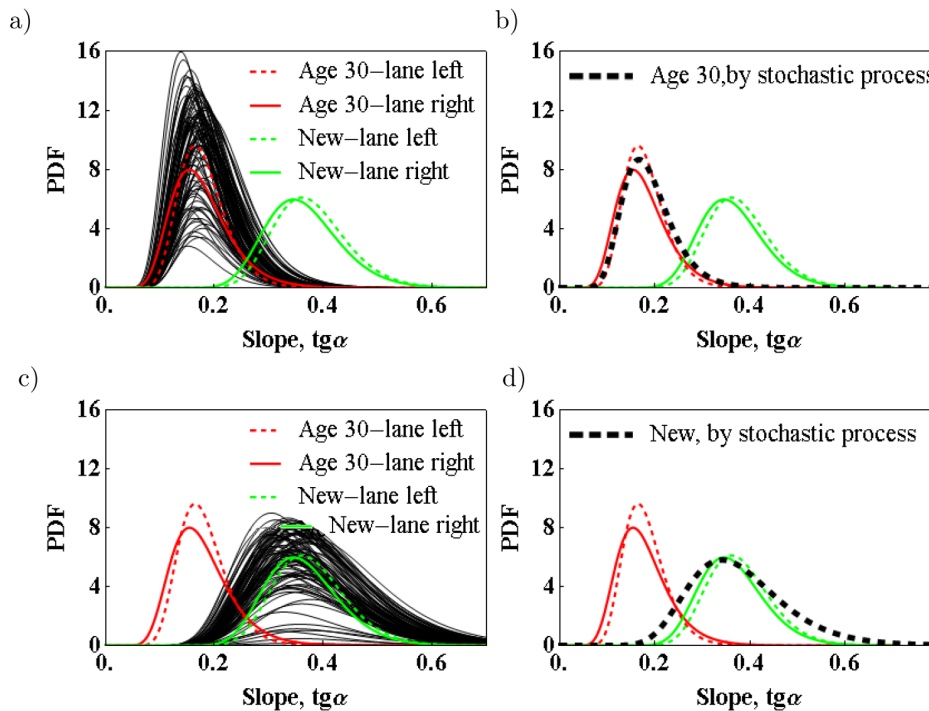 a)
16
12
8
4
0
PDF
Age 30−lane left
Age 30−lane right
New−lane left
New−lane right
0.
0.2
0.4
0.6
Slope, tgα
b)
16
12
8
4
0
PDF
Age 30,by stochastic process
0.
0.2
0.4
0.6
Slope, tgα
c)
16
12
8
4
0
PDF
Age 30−lane left
Age 30−lane right
New−lane left
New−lane right
0.
0.2
0.4
0.6
Slope, tgα
d)
16
12
8
4
0
PDF
New, by stochastic process
0.
0.2
0.4
0.6
Slope, tgα